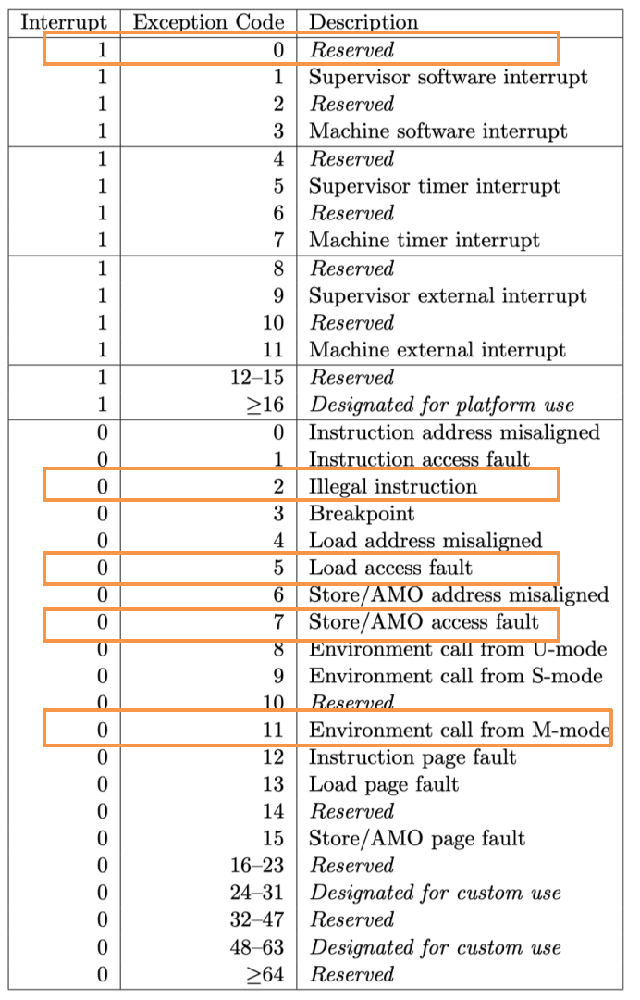 Interrupt Exception Code Description
1 0 Reserved
1 1 Supervisor software interrupt
1 2 Reserved
1 3 Machine software interrupt
1 4 Reserved
1 5 Supervisor timer interrupt
1 6 Reserved
1 7 Machine timer interrupt
1 8 Reserved
1 9 Supervisor external interrupt
1 10 Reserved
1 11 Machine external interrupt
1 12–15 Reserved
1 ≥16 Designated for platform use
0 0 Instruction address misaligned
0 1 Instruction access fault
0 2 Illegal instruction
0 3 Breakpoint
0 4 Load address misaligned
0 5 Load access fault
0 6 Store/AMO address misaligned
0 7 Store/AMO access fault
0 8 Environment call from U-mode
0 9 Environment call from S-mode
0 10 Reserved
0 11 Environment call from M-mode
0 12 Instruction page fault
0 13 Load page fault
0 14 Reserved
0 15 Store/AMO page fault
0 16–23 Reserved
0 24–31 Designated for custom use
0 32–47 Reserved
0 48–63 Designated for custom use
0 ≥64 Reserved